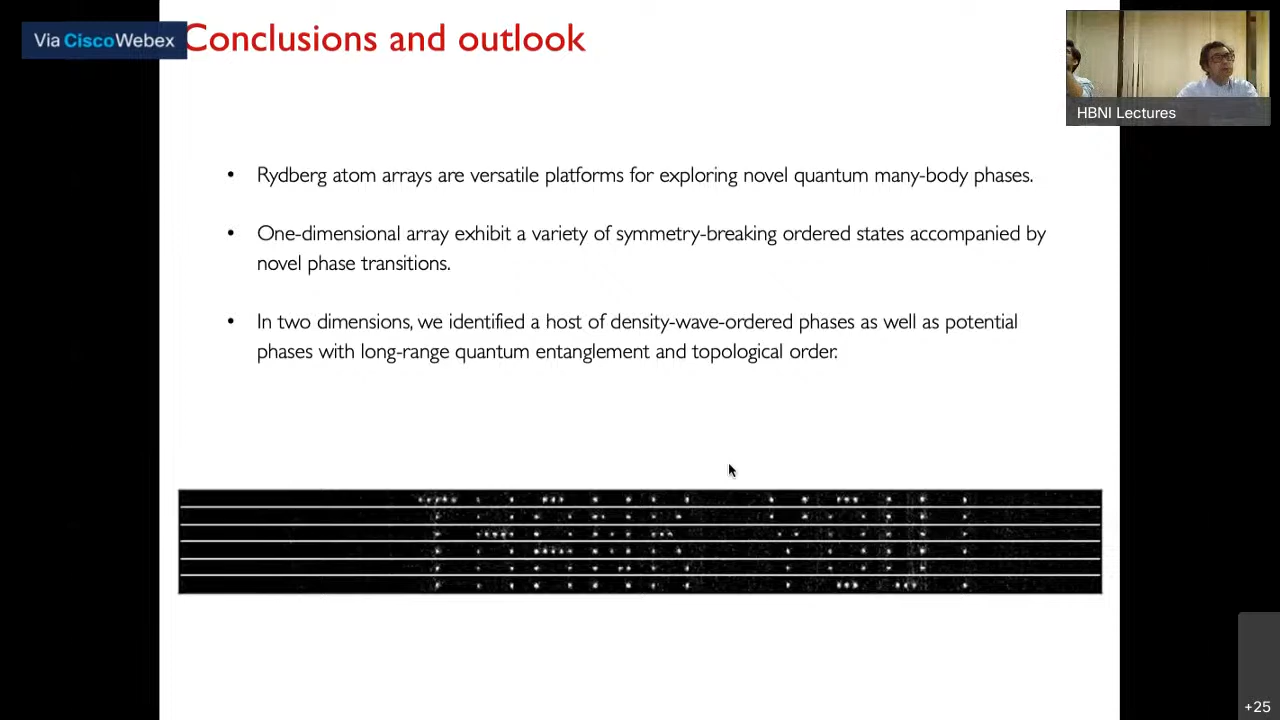 Via Cisco Webex
Conclusions and outlook
HBNI Lectures
• Rydberg atom arrays are versatile platforms for exploring novel quantum many-body phases.
• One-dimensional array exhibit a variety of symmetry-breaking ordered states accompanied by
novel phase transitions.
• In two dimensions, we identified a host of density-wave-ordered phases as well as potential
phases with long-range quantum entanglement and topological order.
+25